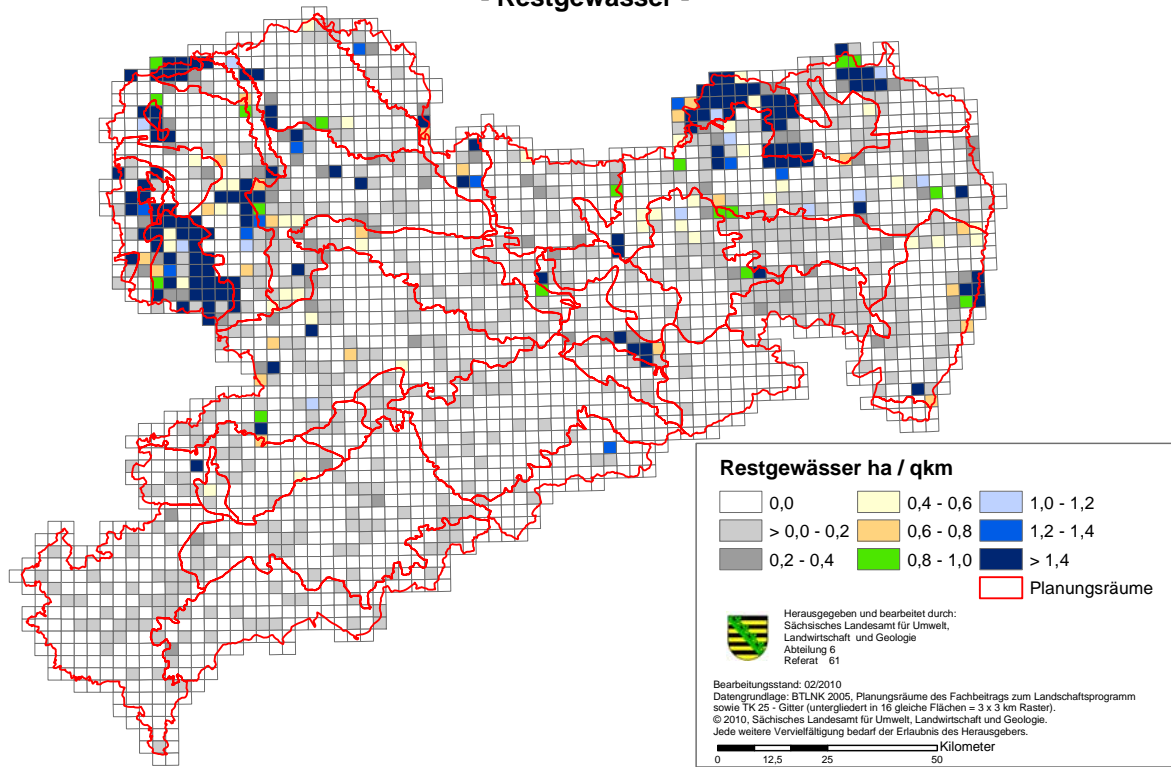 - Restgewässer -
Restgewässer ha / qkm
0,0
> 0,0 - 0,2
0,2 - 0,4
0,4 - 0,6
0,6 - 0,8
0,8 - 1,0
1,0 - 1,2
1,2 - 1,4
> 1,4
Planungsräume
Herausgegeben und bearbeitet durch:
Sächsisches Landesamt für Umwelt,
Landwirtschaft und Geologie
Abteilung 6
Referat 61
Bearbeitungsstand: 02/2010
Datengrundlage: BTLNK 2005, Planungsräume des Fachbeitrags zum Landschaftsprogramm
sowie TK 25 - Gitter (untergliedert in 16 gleiche Flächen = 3 x 3 km Raster).
© 2010, Sächisches Landesamt für Umwelt, Landwirtschaft und Geologie.
Jede weitere Vervielfältigung bedarf der Erlaubnis des Herausgebers.
Kilometer
0 12,5 25 50